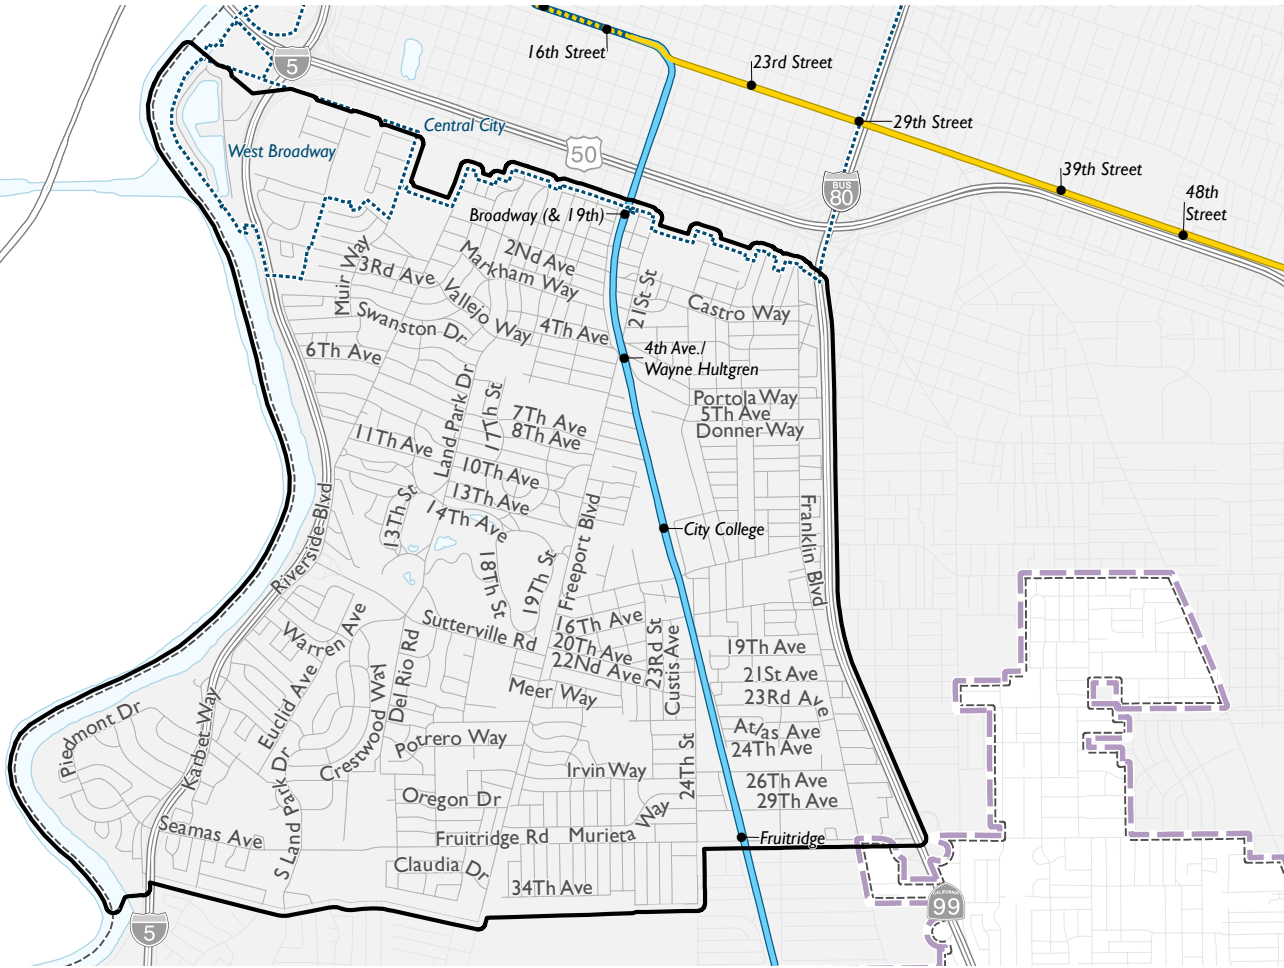 5
16th Street
23rd Street
Central City
50
29th Street
West Broadway
39th Street
BUS
80
48th
Street
Broadway (& 19th)
Muir Way
3Rd Ave
Markham Way
2Nd Ave
21St St
Vallejo Way
Castro Way
Swanston Dr
4Th Ave
6Th Ave
4th Ave./
Wayne Hultgren
Land Park Dr
17Th St
Portola Way
5Th Ave
Donner Way
7Th Ave
8Th Ave
11Th Ave
10Th Ave
13Th Ave
13Th St
14Th Ave
Riverside Blvd
Freeport Blvd
Franklin Blvd
City College
18Th St
19Th St
Warren Ave
Sutterville Rd
16Th Ave
20Th Ave
22Nd Ave
23Rd St
Custis Ave
19Th Ave
21St Ave
23Rd Ave
Del Rio Rd
Crestwood Way
Euclid Ave
Meer Way
Piedmont Dr
Karbet Way
Potrero Way
Atlas Ave
24Th Ave
24Th St
Irvin Way
26Th Ave
29Th Ave
S Land Park Dr
Oregon Dr
Seamas Ave
Fruitridge Rd
Murieta Way
Fruitridge
Claudia Dr
34Th Ave
CALIFORNIA
99
5